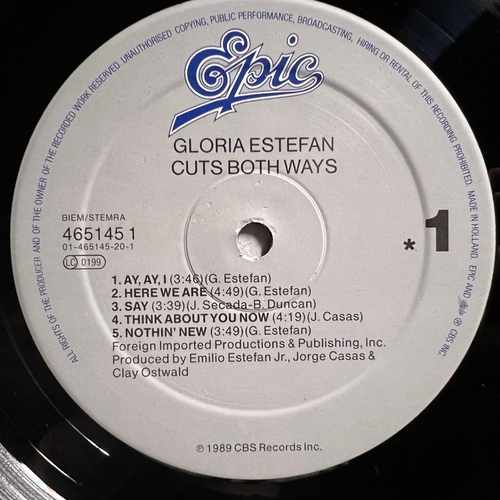 ALL RIGHTS OF THE PRODUCER AND OF THE OWNER OF THE RECORDED WORK RESERVED. UNAUTHORISED COPYING, PUBLIC PERFORMANCE, BROADCASTING, HIRING OR RENTAL OF THIS RECORDING PROHIBITED. MADE IN HOLLAND. EPIC AND Epic ® CBS INC.
Epic
GLORIA ESTEFAN
CUTS BOTH WAYS
BIEM/STEMRA
465145 1
01-465145-20-1
LC 0199
* 1
1. AY, AY, I (3:46)(G. Estefan)
2. HERE WE ARE (4:49)(G. Estefan)
3. SAY (3:39)(J. Secada-B. Duncan)
4. THINK ABOUT YOU NOW (4:19)(J. Casas)
5. NOTHIN' NEW (3:49)(G. Estefan)
Foreign Imported Productions & Publishing, Inc.
Produced by Emilio Estefan Jr., Jorge Casas &
Clay Ostwald
℗ 1989 CBS Records Inc.